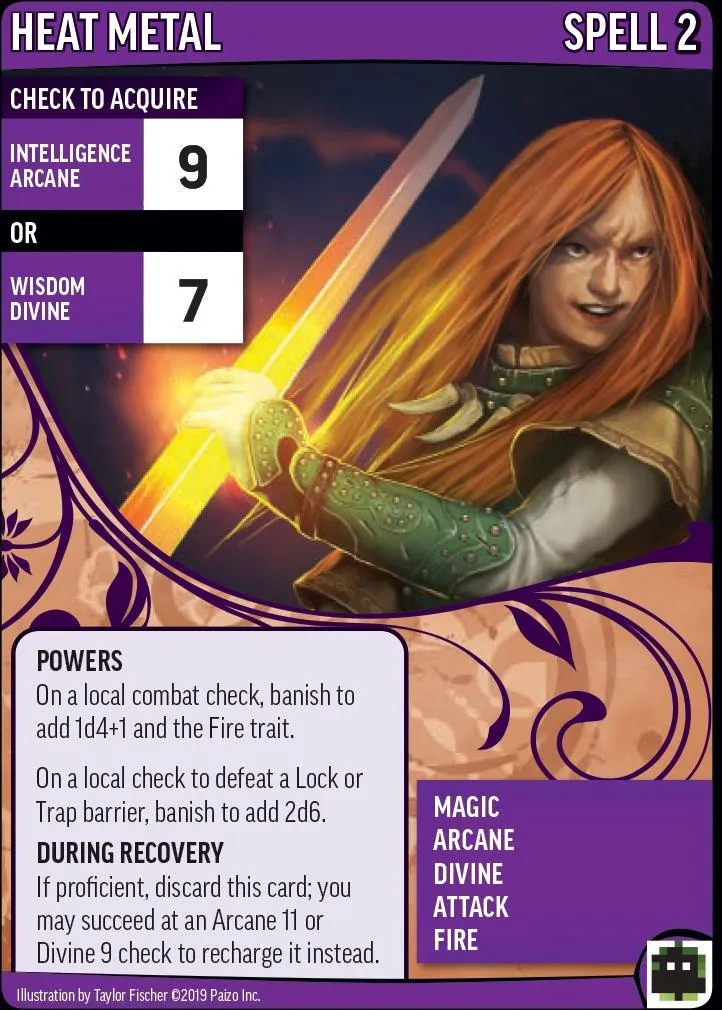 HEAT METAL SPELL 2
CHECK TO ACQUIRE
INTELLIGENCE
ARCANE
9
OR
WISDOM
DIVINE
7
POWERS
On a local combat check, banish to
add 1d4+1 and the Fire trait.
On a local check to defeat a Lock or
Trap barrier, banish to add 2d6.
DURING RECOVERY
If proficient, discard this card; you
may succeed at an Arcane 11 or
Divine 9 check to recharge it instead.
MAGIC
ARCANE
DIVINE
ATTACK
FIRE
Illustration by Taylor Fischer ©2019 Paizo Inc.